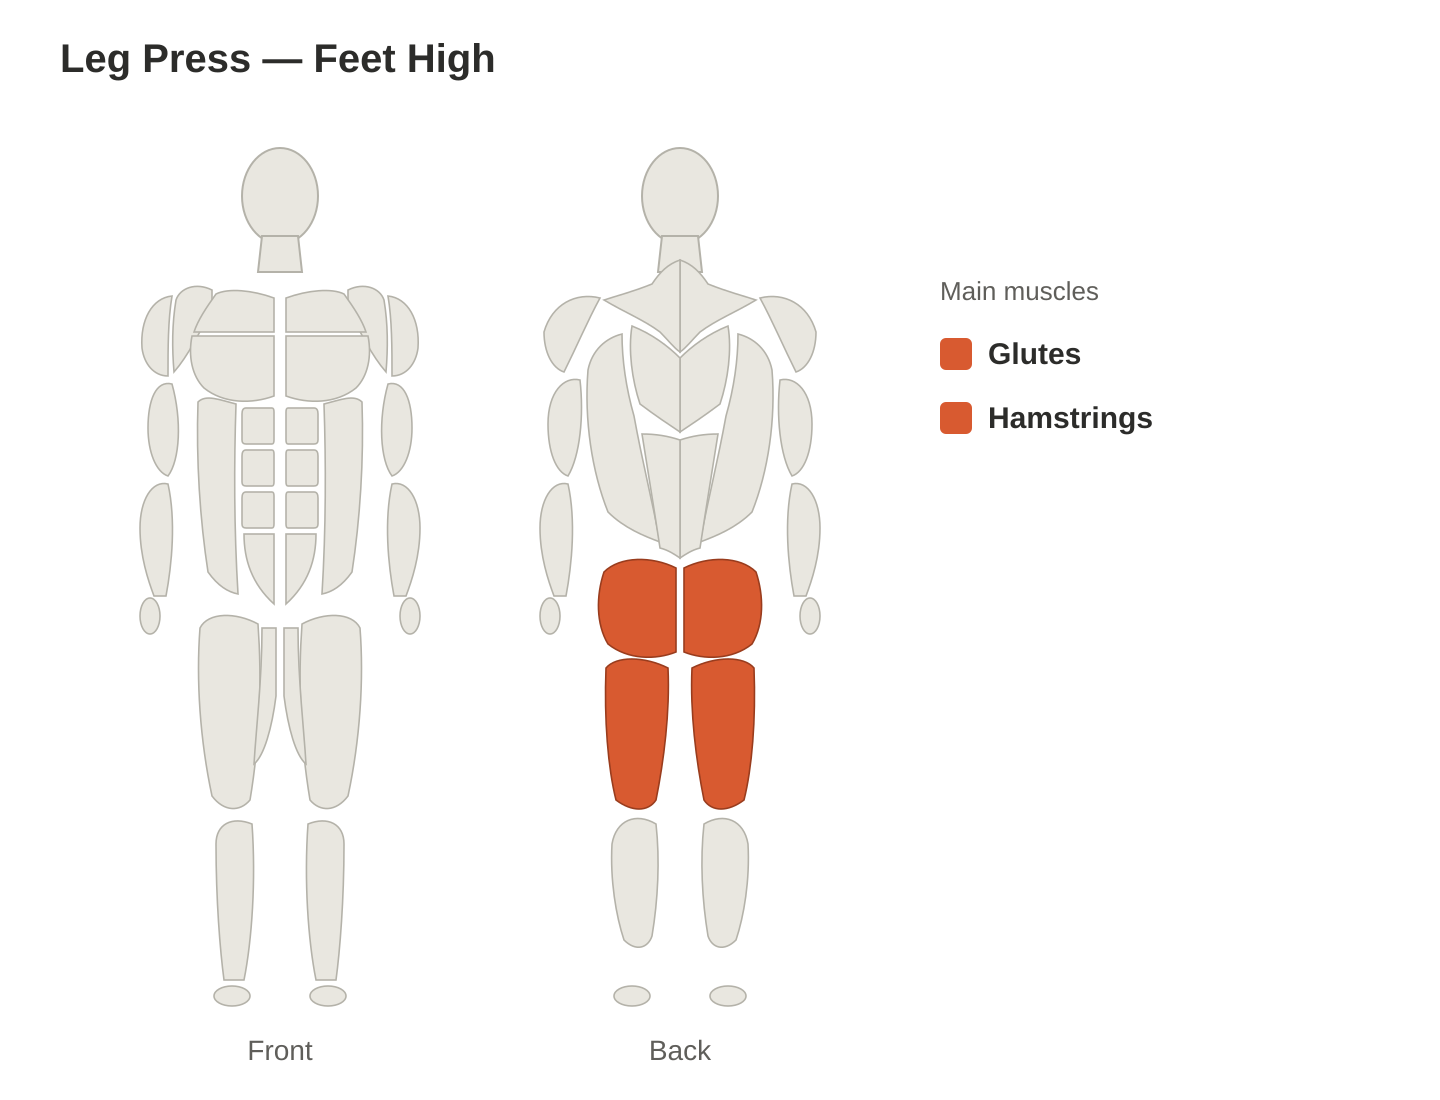 Leg Press — Feet High
Main muscles
Glutes
Hamstrings
Front
Back